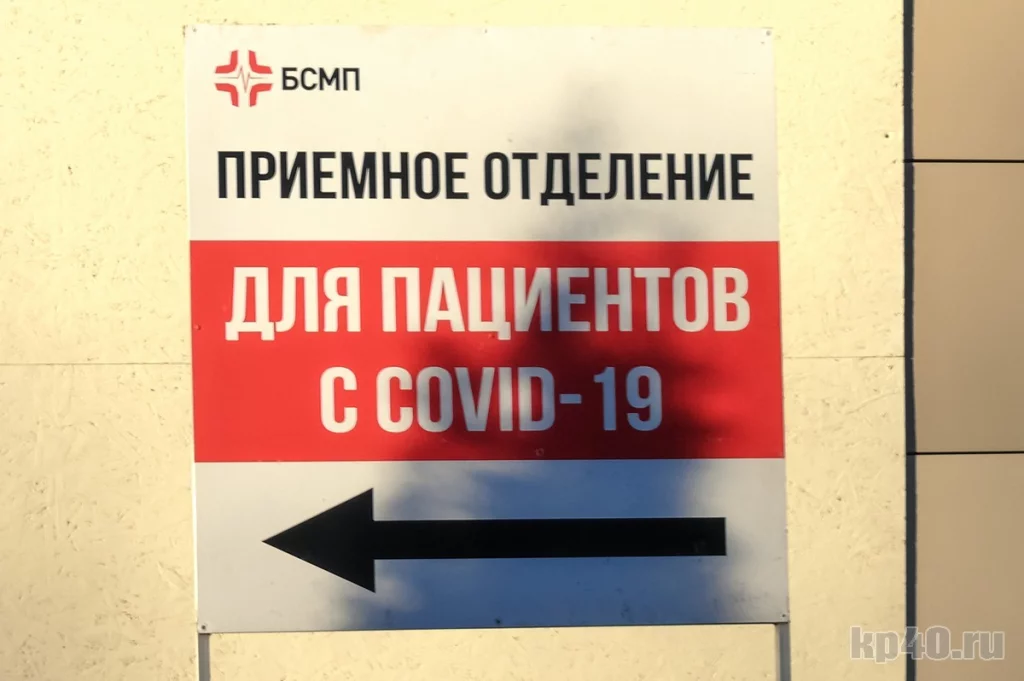 БСМП
ПРИЕМНОЕ ОТДЕЛЕНИЕ
ДЛЯ ПАЦИЕНТОВ
С COVID-19
kp40.ru